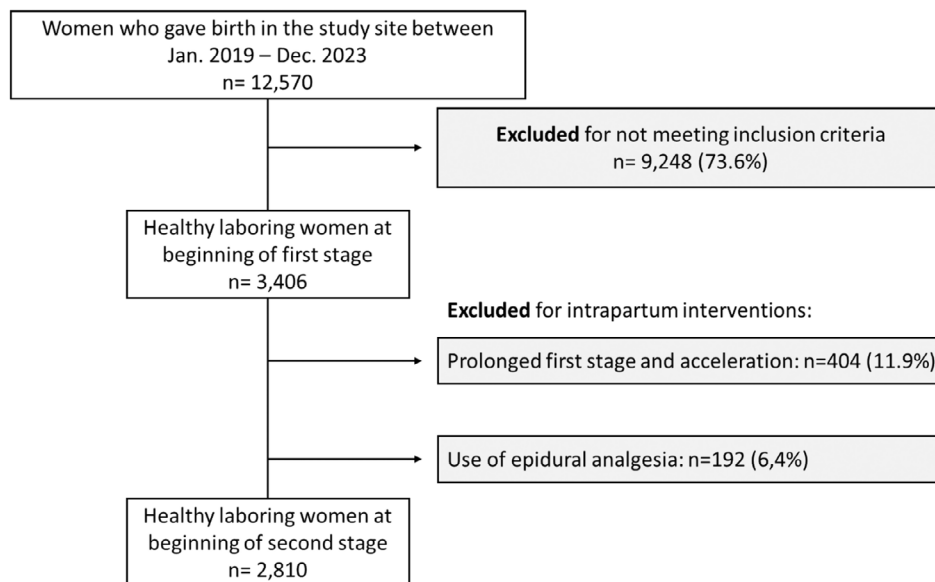 Women who gave birth in the study site between
Jan. 2019 – Dec. 2023
n= 12,570
Excluded for not meeting inclusion criteria
n= 9,248 (73.6%)
Healthy laboring women at
beginning of first stage
n= 3,406
Excluded for intrapartum interventions:
Prolonged first stage and acceleration: n=404 (11.9%)
Use of epidural analgesia: n=192 (6,4%)
Healthy laboring women at
beginning of second stage
n= 2,810